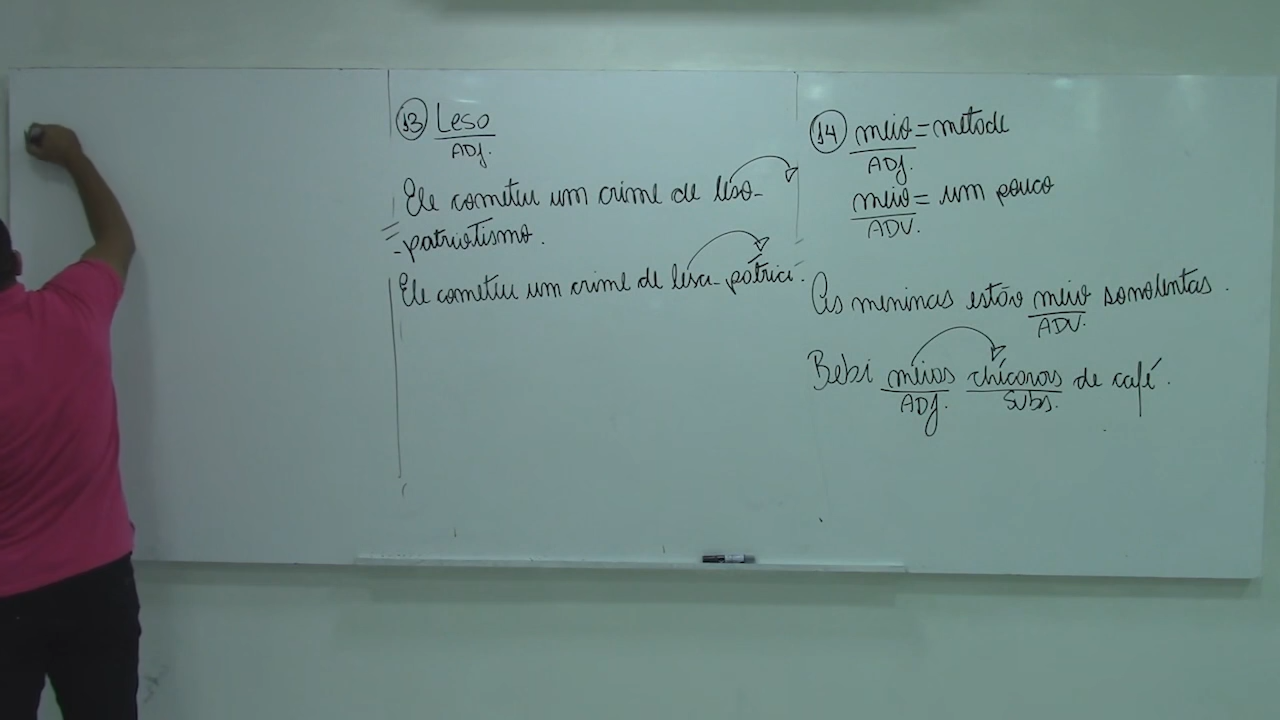 13 Leso
ADJ.
Ele cometeu um crime de leso-
-patriotismo.
Ele cometeu um crime de lesa-pátria.
14 meio = metade
ADJ.
meio = um pouco
ADV.
As meninas estão meio sonolentas.
ADV.
Bebi meias chícaras de café.
ADJ. SUBS.